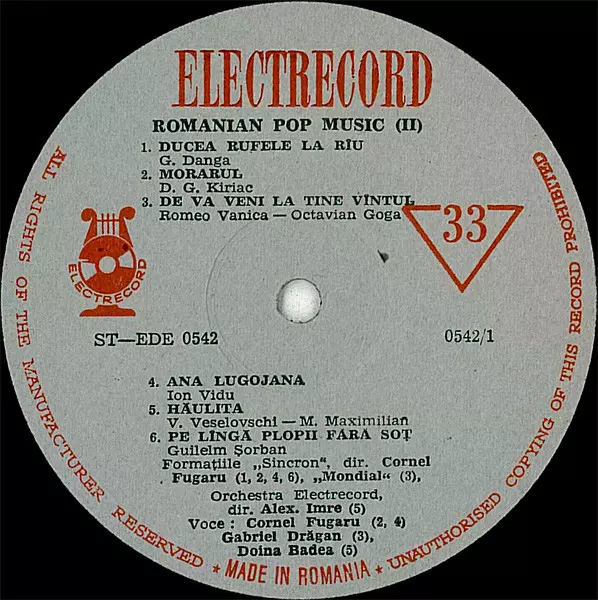 ELECTRECORD
ROMANIAN POP MUSIC (II)
1. DUCEA RUFELE LA RÎU
G. Danga
2. MORARUL
D. G. Kiriac
3. DE VA VENI LA TINE VÎNTUL
Romeo Vanica — Octavian Goga
33
ELECTRECORD
ST—EDE 0542
0542/1
4. ANA LUGOJANA
Ion Vidu
5. HĂULITA
V. Veselovschi — M. Maximilian
6. PE LÎNGĂ PLOPII FĂRĂ SOȚ
Guilelm Șorban
Formațiile „Sincron“, dir. Cornel
Fugaru (1, 2, 4, 6), „Mondial“ (3),
Orchestra Electrecord,
dir. Alex. Imre (5)
Voce : Cornel Fugaru (2, 4)
Gabriel Drăgan (3),
Doina Badea (5)
ALL RIGHTS OF THE MANUFACTURER RESERVED ★ MADE IN ROMANIA ★ UNAUTHORISED COPYING OF THIS RECORD PROHIBITED